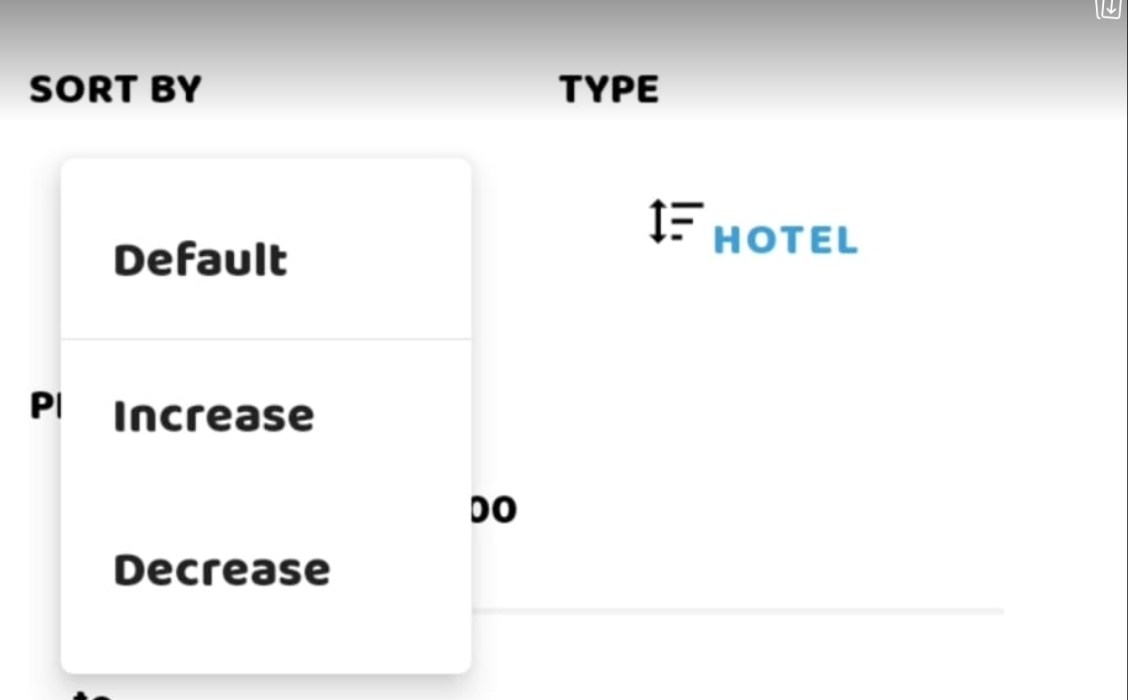 SORT BY
TYPE
Default
HOTEL
Increase
Decrease